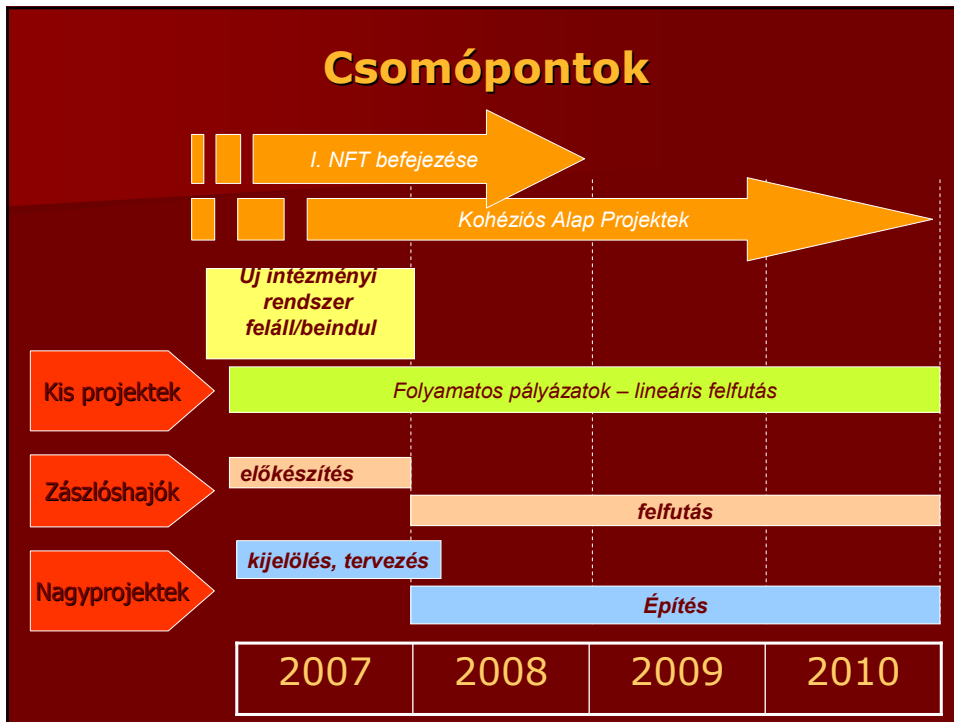 Csomópontok
I. NFT befejezése
Kohéziós Alap Projektek
Uj intézményi
rendszer
feláll/beindul
Kis projektek
Folyamatos pályázatok – lineáris felfutás
Zászlóshajók
előkészítés
felfutás
Nagyprojektek
kijelölés, tervezés
Építés
2007 2008 2009 2010